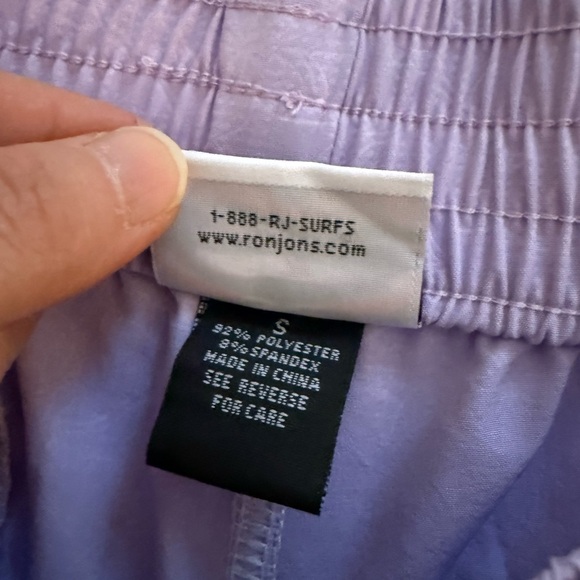 1-888-RJ-SURFS
www.ronjons.com
S
92% POLYESTER
8% SPANDEX
MADE IN CHINA
SEE REVERSE
FOR CARE